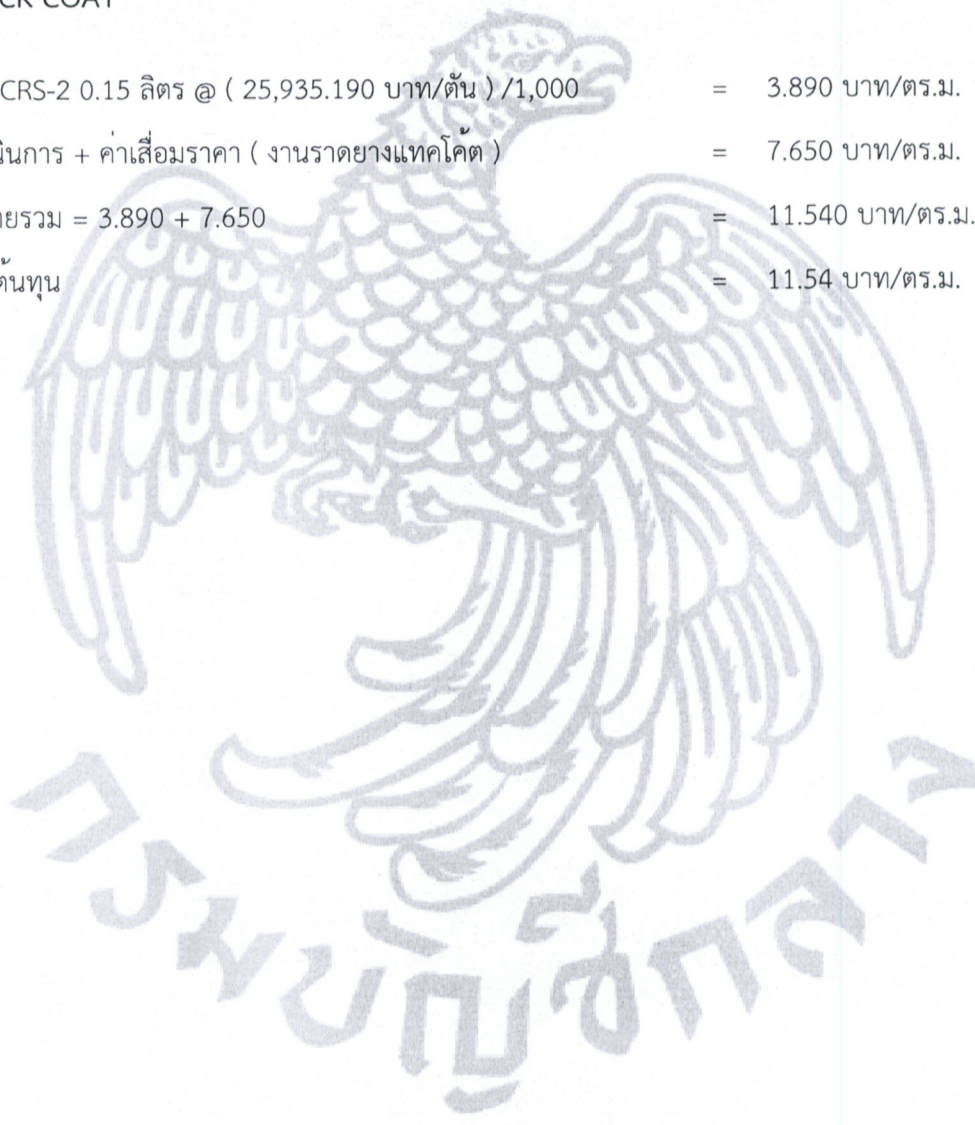 CK COAT
CRS-2 0.15 ลิตร @ ( 25,935.190 บาท/ตัน ) /1,000 = 3.890 บาท/ตร.ม.
นินการ + ค่าเสื่อมราคา ( งานราดยางแทคโค้ต ) = 7.650 บาท/ตร.ม.
ายรวม = 3.890 + 7.650 = 11.540 บาท/ตร.ม.
ต้นทุน = 11.54 บาท/ตร.ม.
กรมบัญชีกลาง